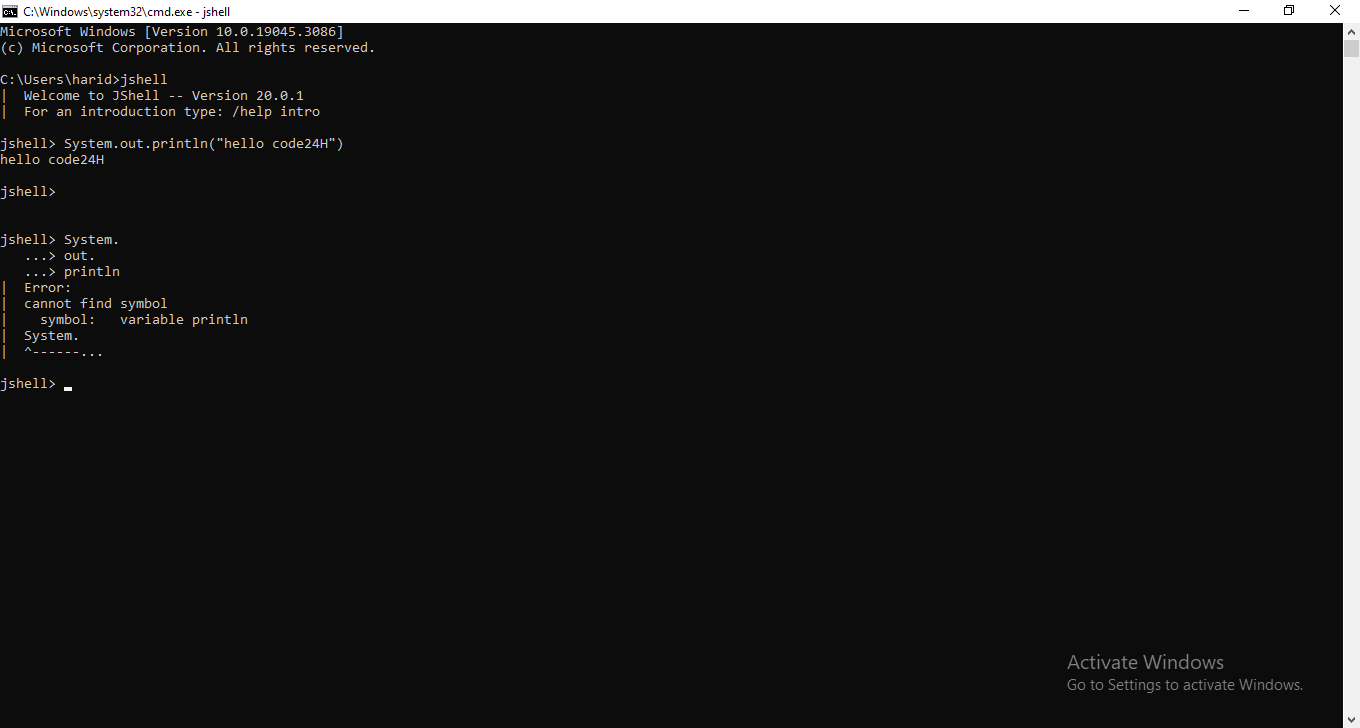 C:\Windows\system32\cmd.exe - jshell
Microsoft Windows [Version 10.0.19045.3086]
(c) Microsoft Corporation. All rights reserved.
C:\Users\harid>jshell
|  Welcome to JShell -- Version 20.0.1
|  For an introduction type: /help intro
jshell> System.out.println("hello code24H")
hello code24H
jshell>
jshell> System.
   ...> out.
   ...> println
|  Error:
|  cannot find symbol
|    symbol:   variable println
|  System.
|  ^------...
jshell>
Activate Windows
Go to Settings to activate Windows.